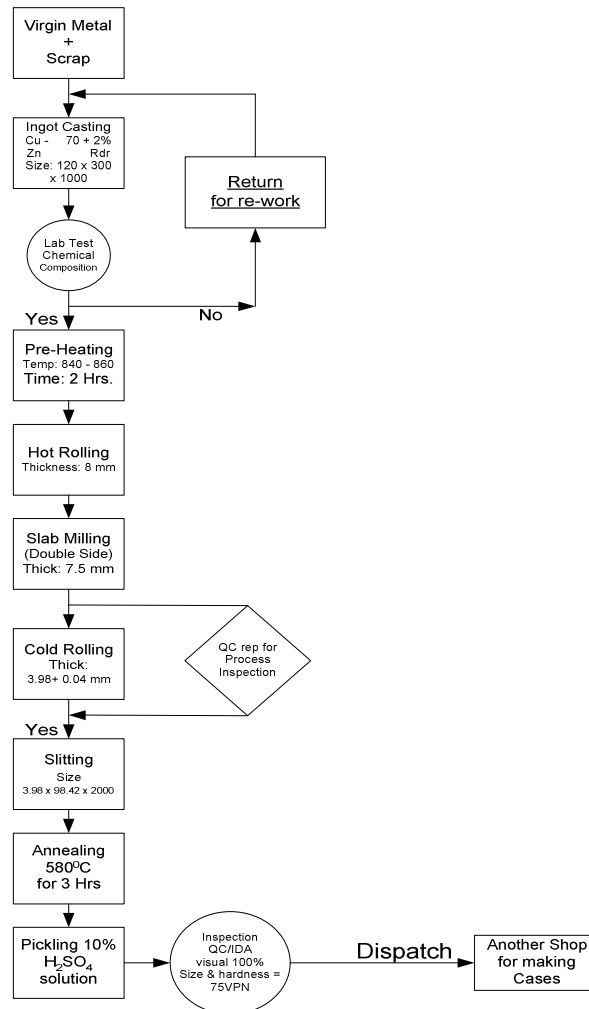 Virgin Metal
+
Scrap
Ingot Casting
Cu - 70 + 2%
Zn Rdr
Size: 120 x 300
x 1000
Return
for re-work
Lab Test
Chemical
Composition
Yes
No
Pre-Heating
Temp: 840 - 860
Time: 2 Hrs.
Hot Rolling
Thickness: 8 mm
Slab Milling
(Double Side)
Thick: 7.5 mm
Cold Rolling
Thick:
3.98+ 0.04 mm
QC rep for
Process
Inspection
Yes
Slitting
Size
3.98 x 98.42 x 2000
Annealing
580⁰C
for 3 Hrs
Pickling 10%
H₂SO₄
solution
Inspection
QC/IDA
visual 100%
Size & hardness =
75VPN
Dispatch
Another Shop
for making
Cases